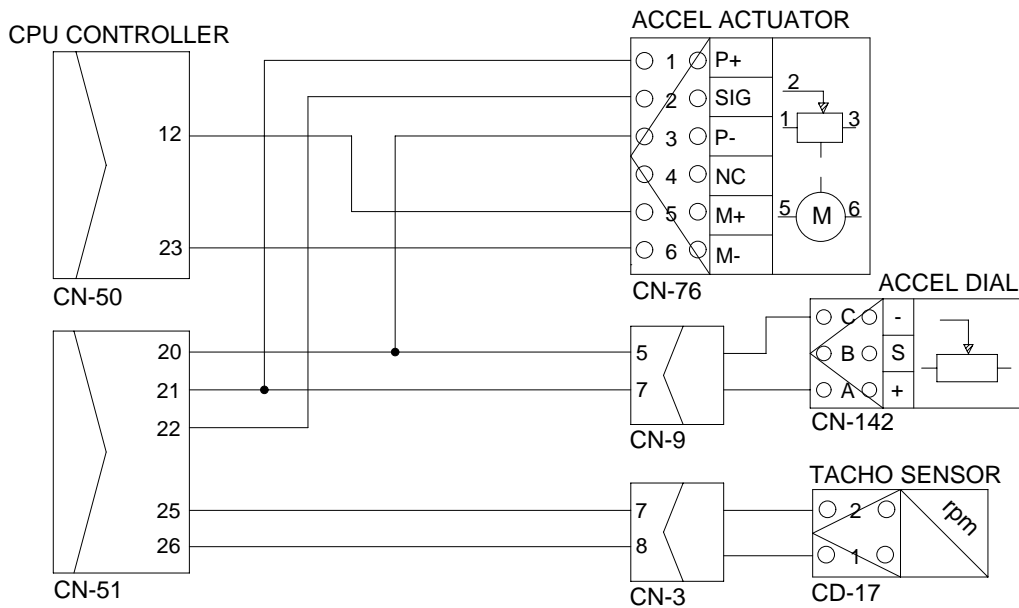 CPU CONTROLLER
12
23
CN-50
20
21
22
25
26
CN-51
ACCEL ACTUATOR
1 P+
2 SIG
3 P-
4 NC
5 M+
6 M-
2
1 3
5 M 6
CN-76
5
7
CN-9
ACCEL DIAL
C -
B S
A +
CN-142
7
8
CN-3
TACHO SENSOR
2
1
rpm
CD-17